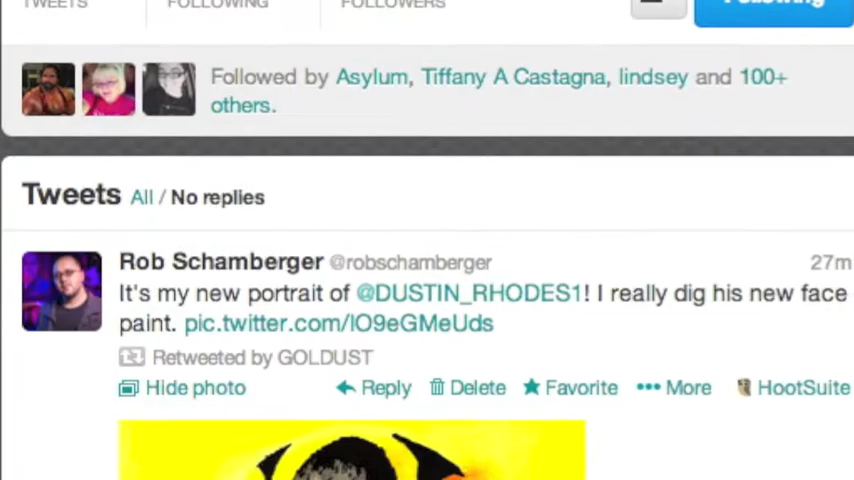 TWEETS FOLLOWING FOLLOWERS Following
Followed by Asylum, Tiffany A Castagna, lindsey and 100+
others.
Tweets All / No replies
Rob Schamberger @robschamberger 27m
It's my new portrait of @DUSTIN_RHODES1! I really dig his new face
paint. pic.twitter.com/lO9eGMeUds
Retweeted by GOLDUST
Hide photo Reply Delete Favorite More HootSuite